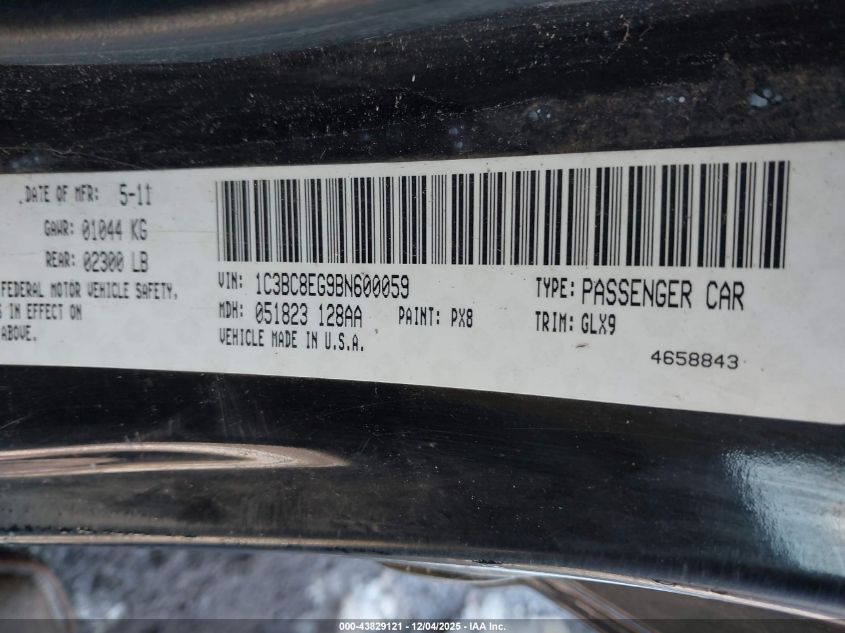 DATE OF MFR: 5-11
GAWR: 01044 KG
REAR: 02300 LB
FEDERAL MOTOR VEHICLE SAFETY,
IN EFFECT ON
ABOVE.
VIN: 1C3BC8EG9BN600059
MDH: 051823 128AA PAINT: PX8
VEHICLE MADE IN U.S.A.
TYPE: PASSENGER CAR
TRIM: GLX9
4658843
000-43829121 - 12/04/2025 - IAA Inc.